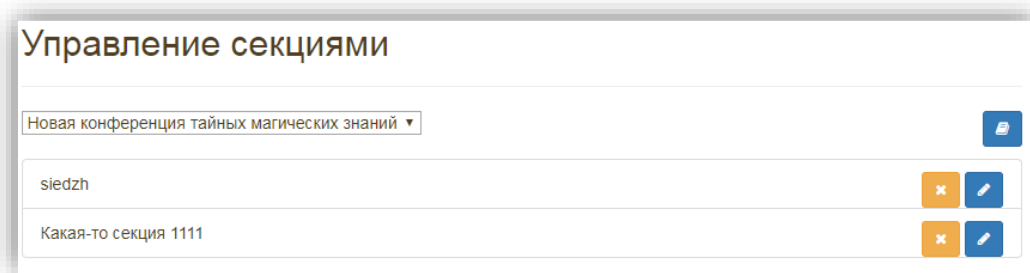 Управление секциями
Новая конференция тайных магических знаний
siedzh
Какая-то секция 1111